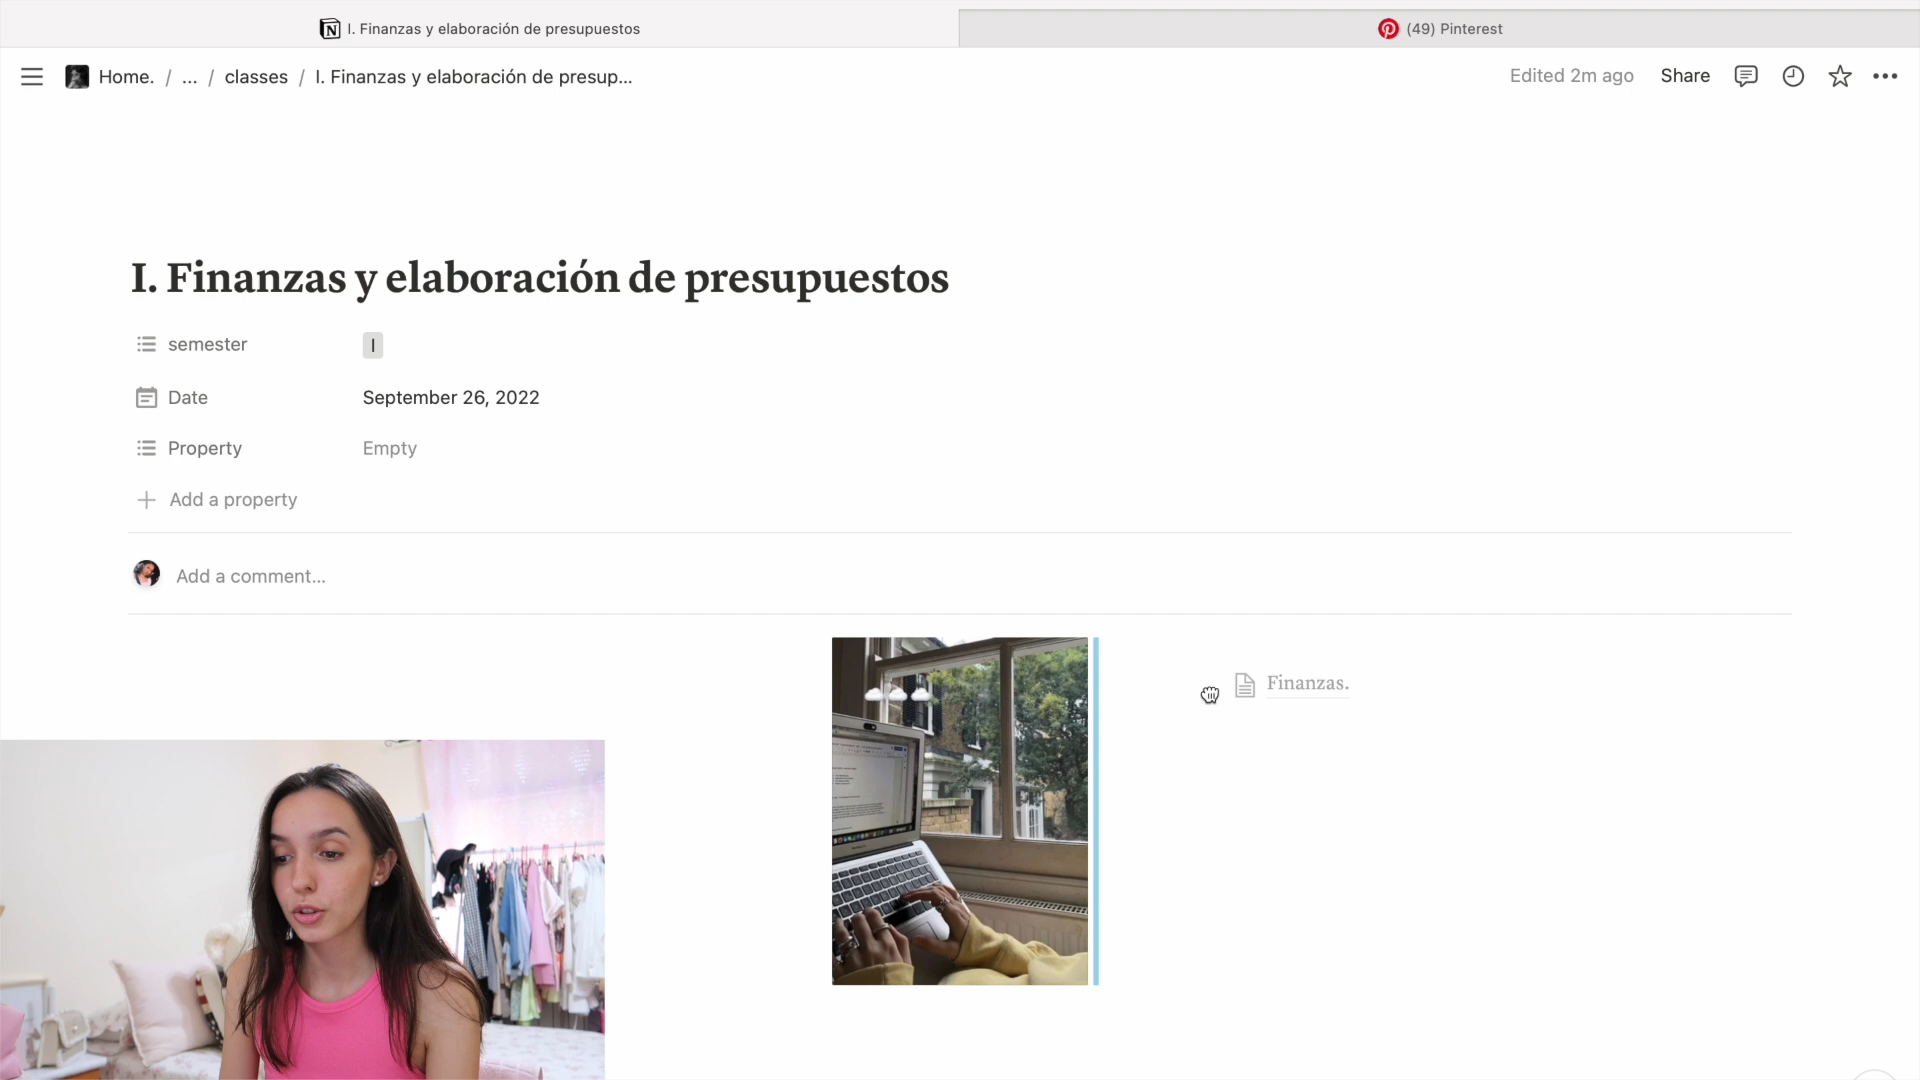 I. Finanzas y elaboración de presupuestos
(49) Pinterest
Home. / ... / classes / I. Finanzas y elaboración de presup...
Edited 2m ago
Share
I. Finanzas y elaboración de presupuestos
semester
I
Date
September 26, 2022
Property
Empty
Add a property
Add a comment...
Finanzas.